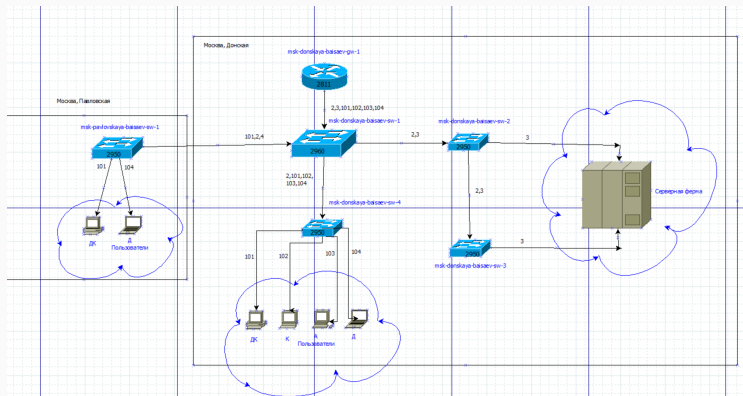 Москва, Донская
msk-donskaya-baisaev-gw-1
2811
2,3,101,102,103,104
Москва, Павловская
msk-pavlovskaya-baisaev-sw-1
2950
101
104
ДК
Д
Пользователи
101,2,4
msk-donskaya-baisaev-sw-1
2960
2,3
msk-donskaya-baisaev-sw-2
2950
3
Серверная ферма
2,101,102,
103,104
2,3
msk-donskaya-baisaev-sw-4
2950
2950
3
msk-donskaya-baisaev-sw-3
101
102
103
104
ДК
К
А
Д
Пользователи